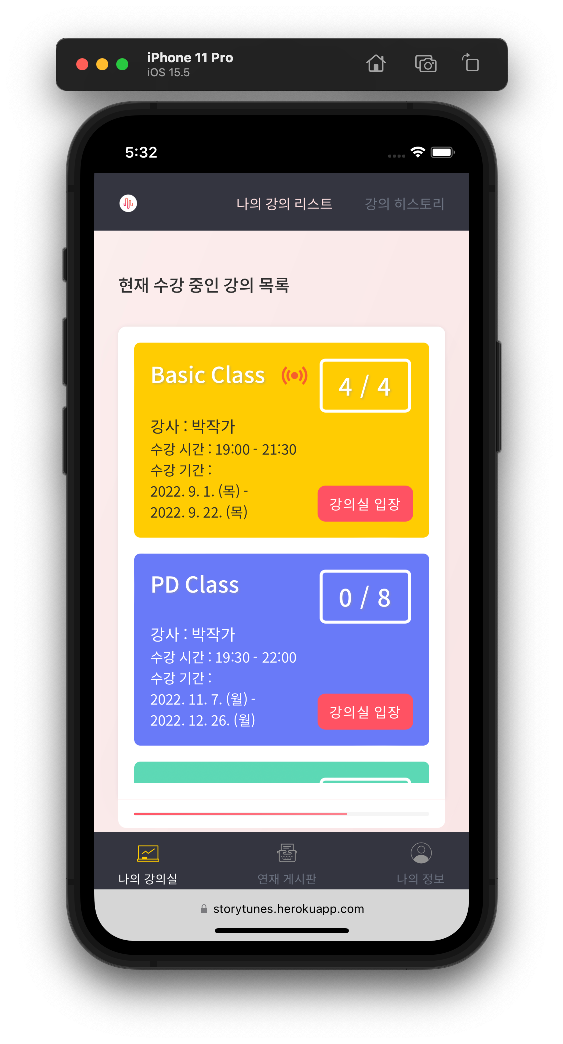 iPhone 11 Pro
iOS 15.5
5:32
나의 강의 리스트
강의 히스토리
현재 수강 중인 강의 목록
Basic Class
4 / 4
강사 : 박작가
수강 시간 : 19:00 - 21:30
수강 기간 :
2022. 9. 1. (목) -
2022. 9. 22. (목)
강의실 입장
PD Class
0 / 8
강사 : 박작가
수강 시간 : 19:30 - 22:00
수강 기간 :
2022. 11. 7. (월) -
2022. 12. 26. (월)
강의실 입장
나의 강의실
연재 게시판
나의 정보
storytunes.herokuapp.com